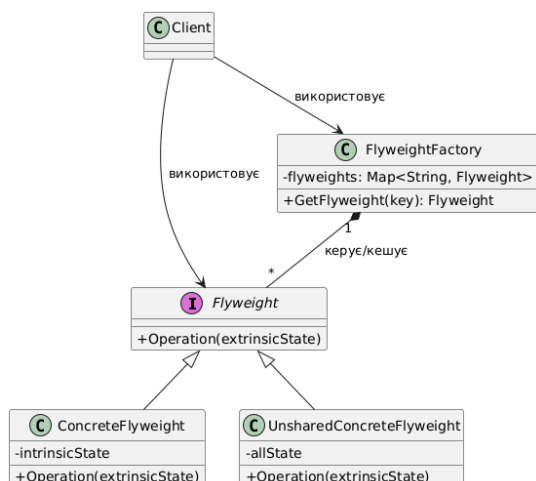 C Client
використовує
C FlyweightFactory
-flyweights: Map<String, Flyweight>
+GetFlyweight(key): Flyweight
використовує
1
керує/кешує
*
I Flyweight
+Operation(extrinsicState)
C ConcreteFlyweight
-intrinsicState
+Operation(extrinsicState)
C UnsharedConcreteFlyweight
-allState
+Operation(extrinsicState)